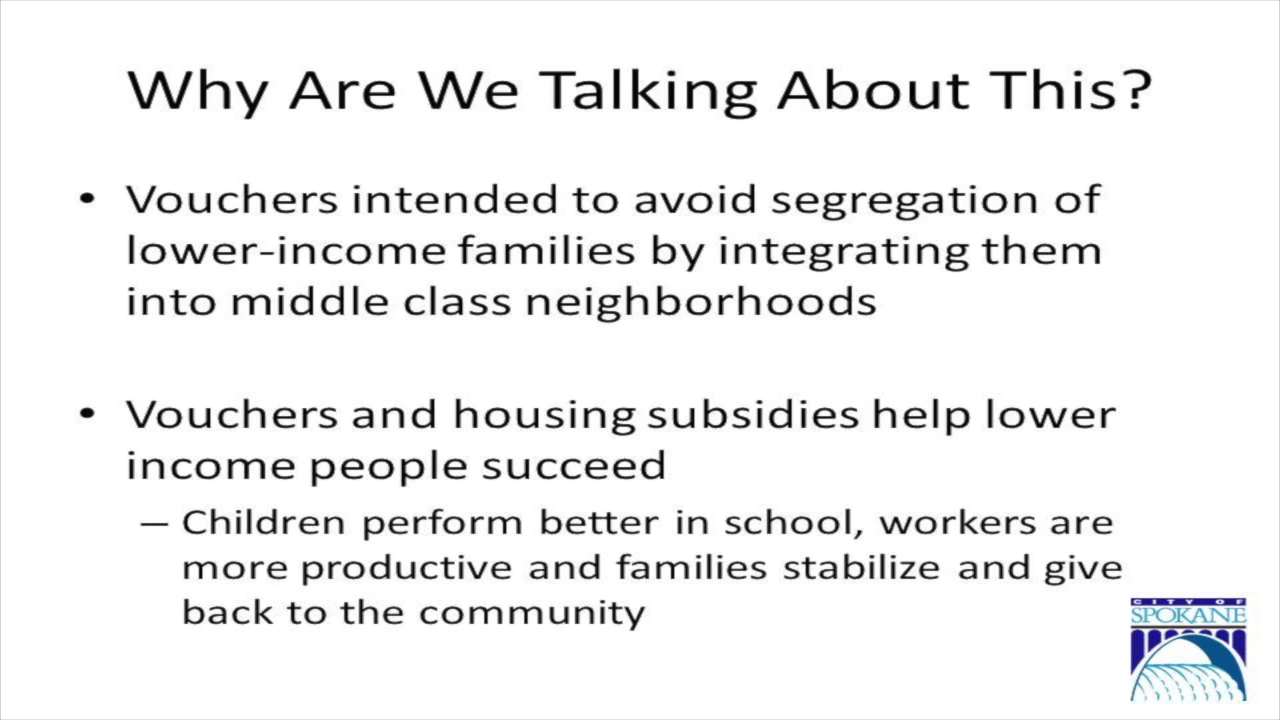 Why Are We Talking About This?
• Vouchers intended to avoid segregation of
lower-income families by integrating them
into middle class neighborhoods
• Vouchers and housing subsidies help lower
income people succeed
– Children perform better in school, workers are
more productive and families stabilize and give
back to the community
CITY OF
SPOKANE